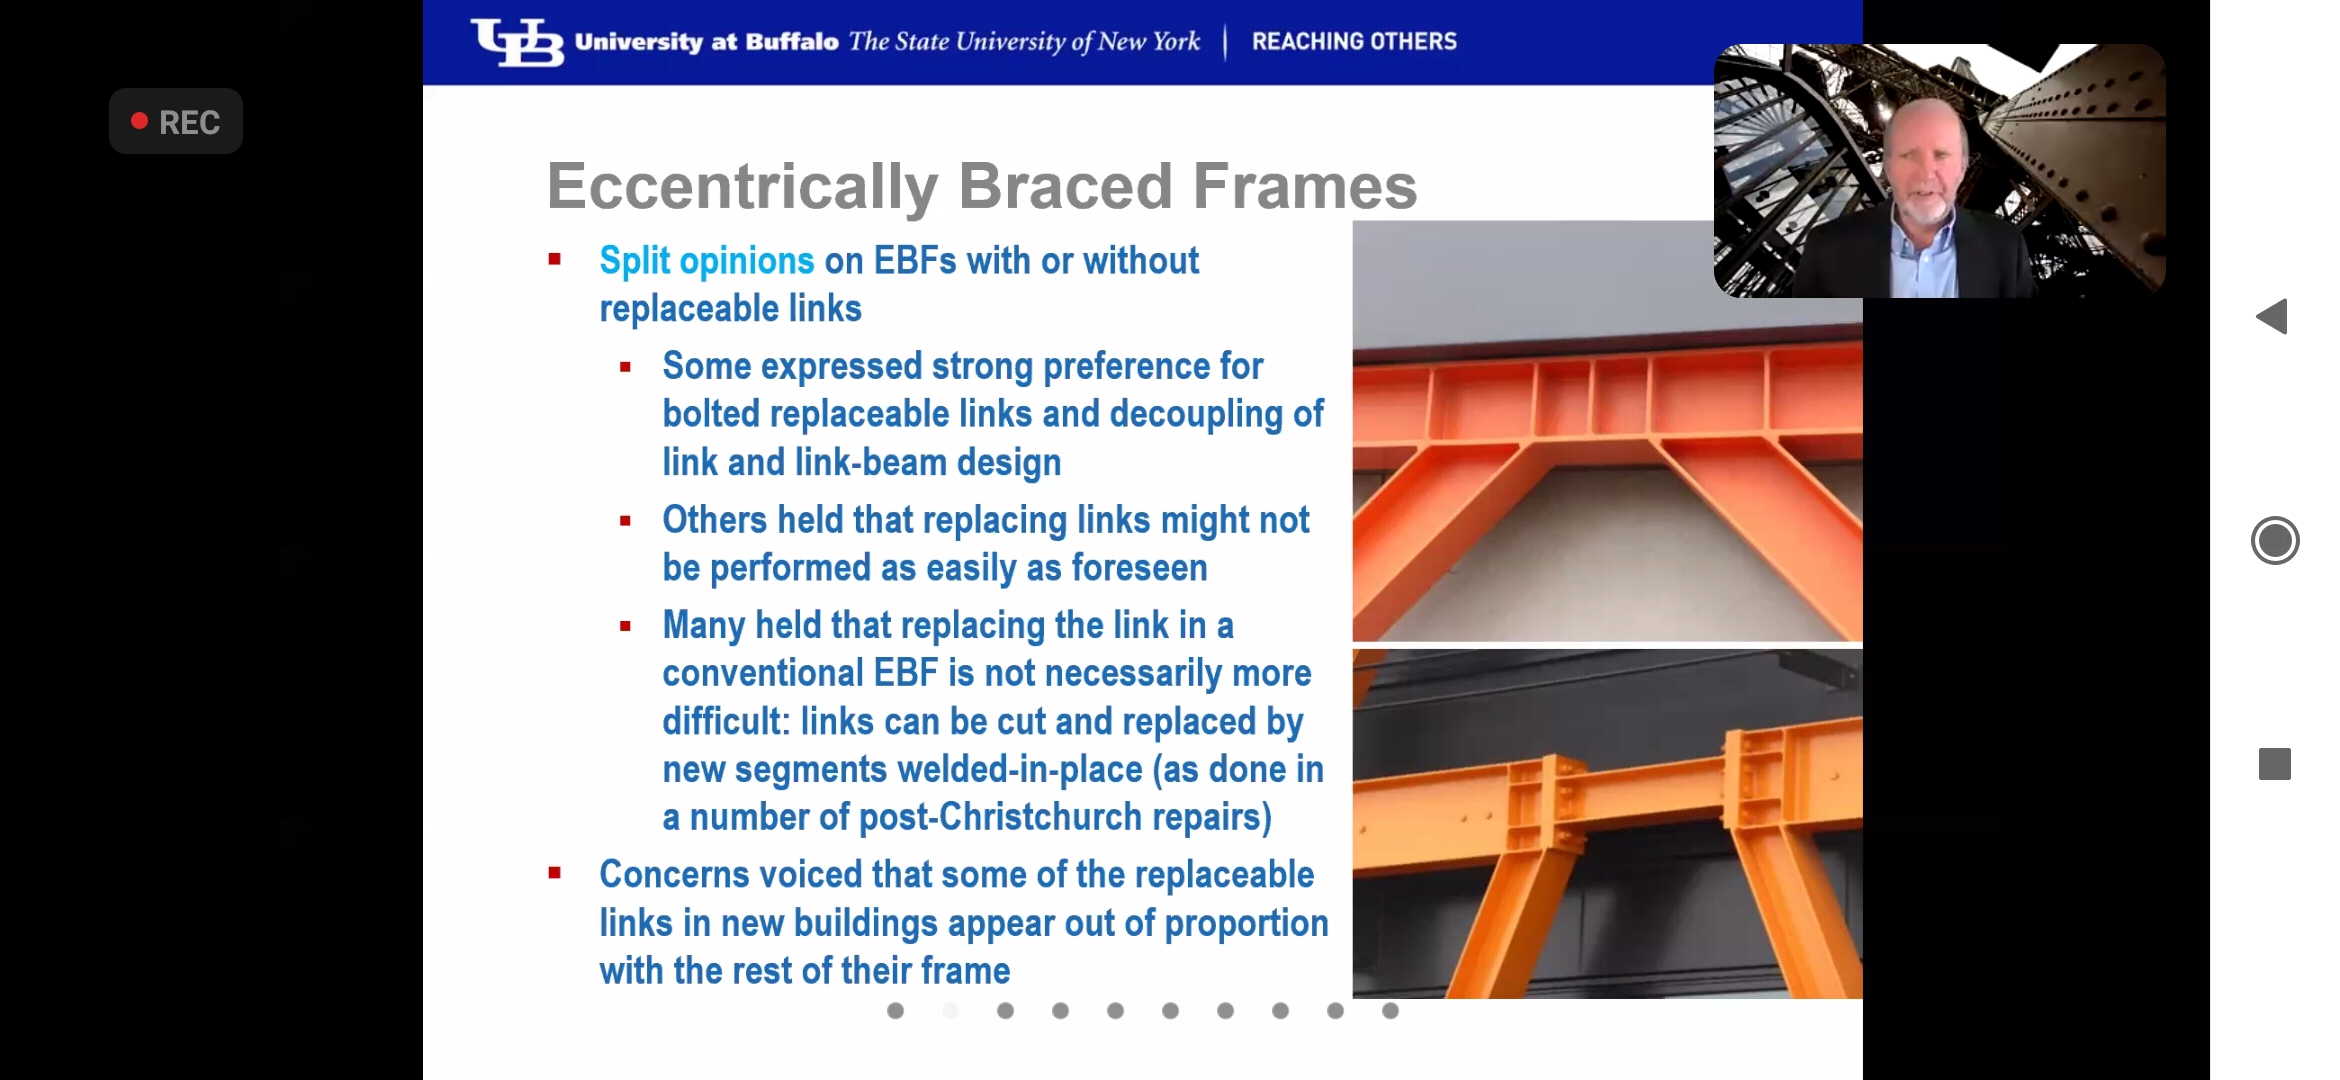 UB University at Buffalo The State University of New York | REACHING OTHERS
REC
Eccentrically Braced Frames
Split opinions on EBFs with or without
replaceable links
Some expressed strong preference for
bolted replaceable links and decoupling of
link and link-beam design
Others held that replacing links might not
be performed as easily as foreseen
Many held that replacing the link in a
conventional EBF is not necessarily more
difficult: links can be cut and replaced by
new segments welded-in-place (as done in
a number of post-Christchurch repairs)
Concerns voiced that some of the replaceable
links in new buildings appear out of proportion
with the rest of their frame